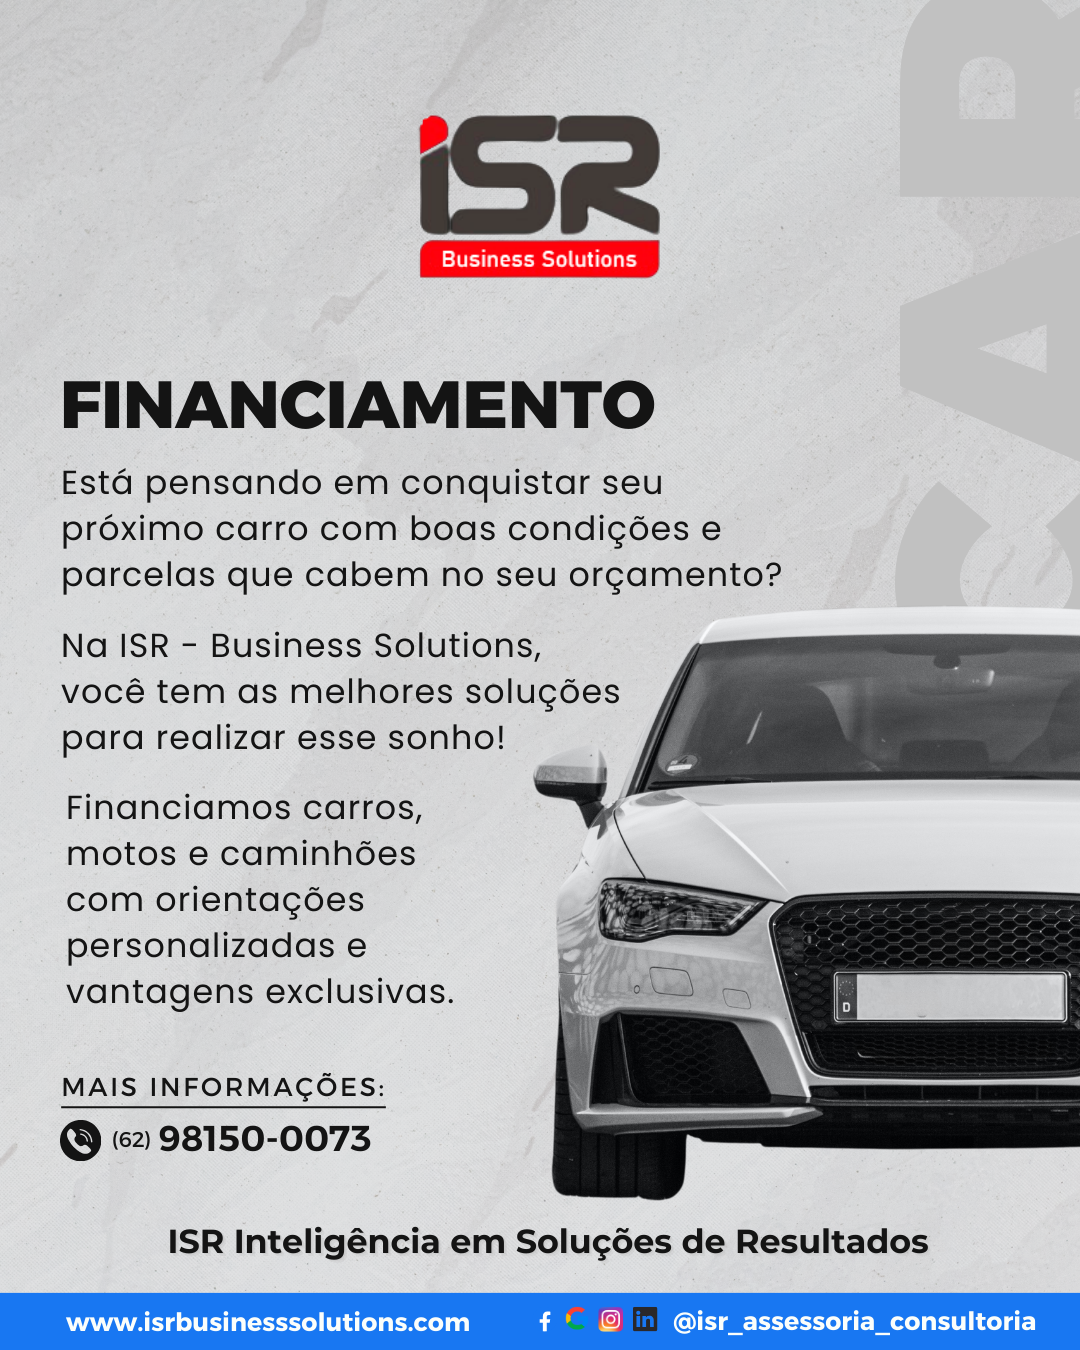 CAR
iSR
Business Solutions
FINANCIAMENTO
Está pensando em conquistar seu
próximo carro com boas condições e
parcelas que cabem no seu orçamento?
Na ISR - Business Solutions,
você tem as melhores soluções
para realizar esse sonho!
Financiamos carros,
motos e caminhões
com orientações
personalizadas e
vantagens exclusivas.
D
MAIS INFORMAÇÕES:
(62) 98150-0073
ISR Inteligência em Soluções de Resultados
www.isrbusinesssolutions.com
f G in @isr_assessoria_consultoria